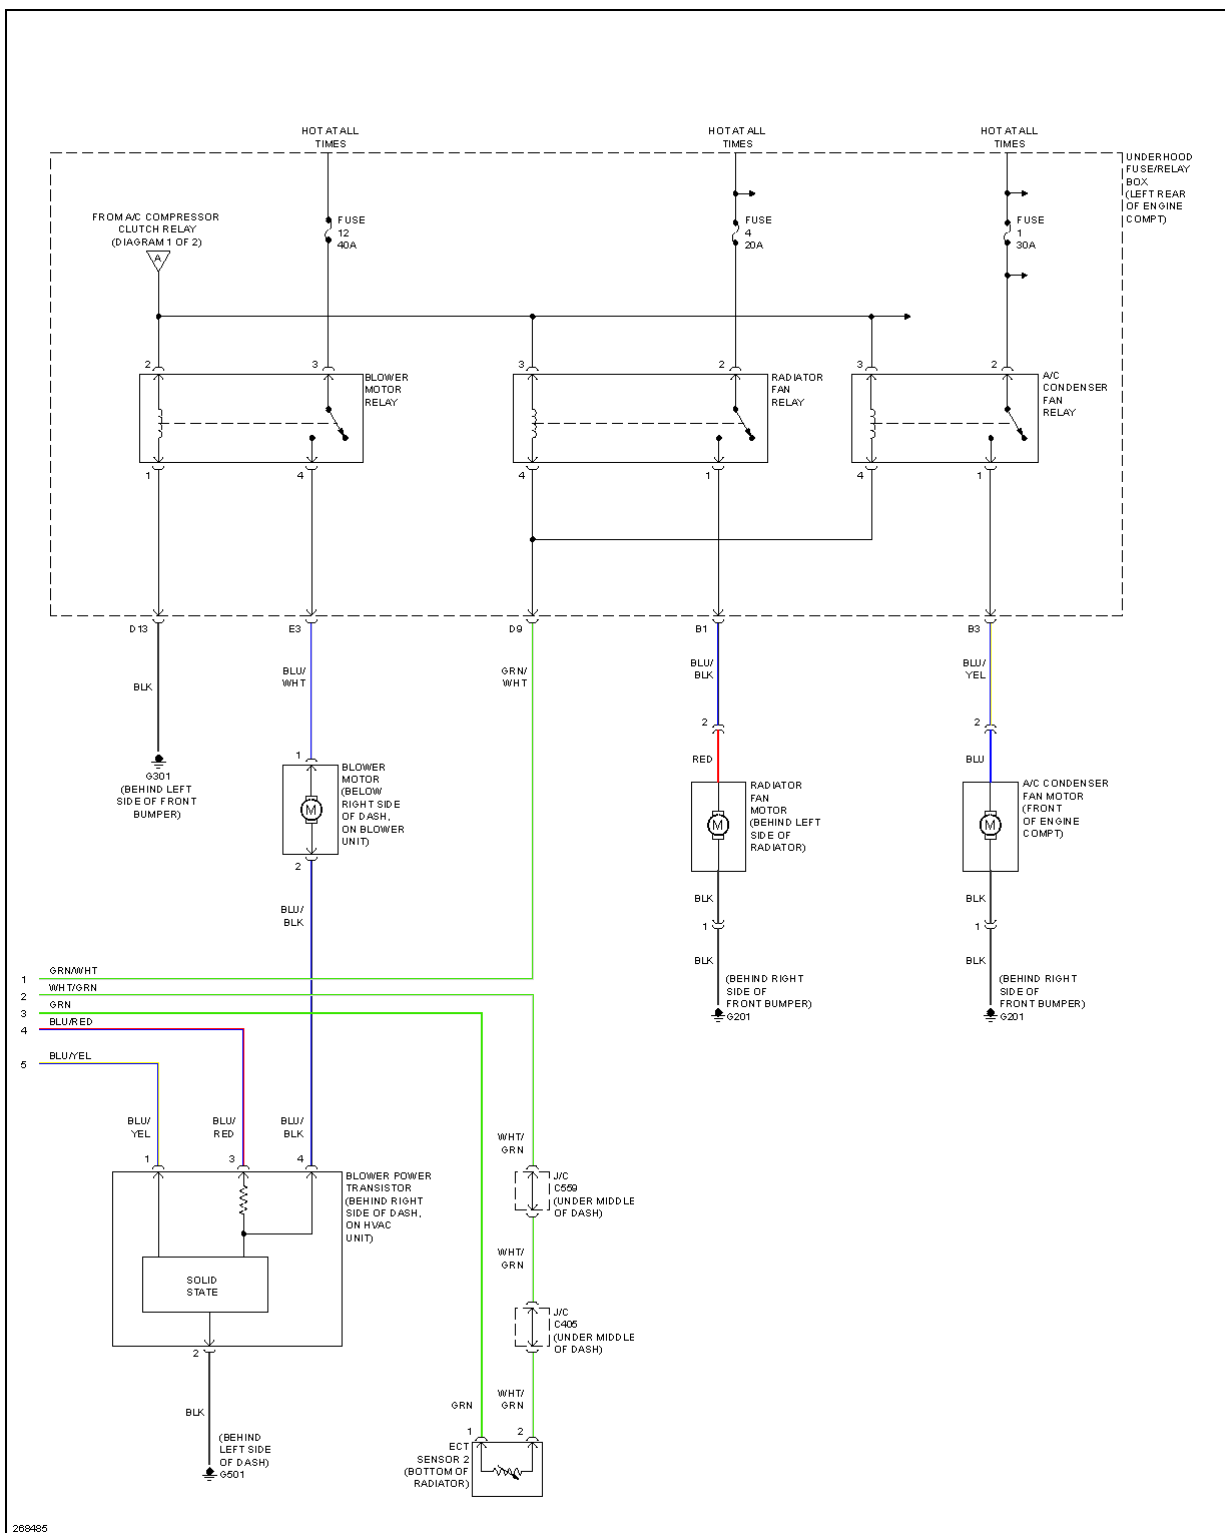 HOT AT ALL
TIMES
HOT AT ALL
TIMES
HOT AT ALL
TIMES
UNDERHOOD
FUSE/RELAY
BOX
(LEFT REAR
OF ENGINE
COMPT)
FROM A/C COMPRESSOR
CLUTCH RELAY
(DIAGRAM 1 OF 2)
A
FUSE
12
40A
FUSE
4
20A
FUSE
1
30A
2
3
BLOWER
MOTOR
RELAY
3
2
RADIATOR
FAN
RELAY
3
2
A/C
CONDENSER
FAN
RELAY
1
4
4
1
4
1
D13
E3
D9
B1
B3
BLK
BLU/
WHT
GRN/
WHT
BLU/
BLK
BLU/
YEL
2
2
RED
BLU
G301
(BEHIND LEFT
SIDE OF FRONT
BUMPER)
1
BLOWER
MOTOR
(BELOW
RIGHT SIDE
OF DASH,
ON BLOWER
UNIT)
M
2
RADIATOR
FAN
MOTOR
(BEHIND LEFT
SIDE OF
RADIATOR)
M
A/C CONDENSER
FAN MOTOR
(FRONT
OF ENGINE
COMPT)
M
BLU/
BLK
BLK
BLK
1
1
BLK
BLK
(BEHIND RIGHT
SIDE OF
FRONT BUMPER)
G201
(BEHIND RIGHT
SIDE OF
FRONT BUMPER)
G201
1 GRN/WHT
2 WHT/GRN
3 GRN
4 BLU/RED
5 BLU/YEL
BLU/
YEL
BLU/
RED
BLU/
BLK
WHT/
GRN
1
3
4
BLOWER POWER
TRANSISTOR
(BEHIND RIGHT
SIDE OF DASH,
ON HVAC
UNIT)
J/C
C559
(UNDER MIDDLE
OF DASH)
WHT/
GRN
SOLID
STATE
J/C
C405
(UNDER MIDDLE
OF DASH)
2
BLK
GRN
WHT/
GRN
(BEHIND
LEFT SIDE
OF DASH)
G501
1
2
ECT
SENSOR 2
(BOTTOM OF
RADIATOR)
268485